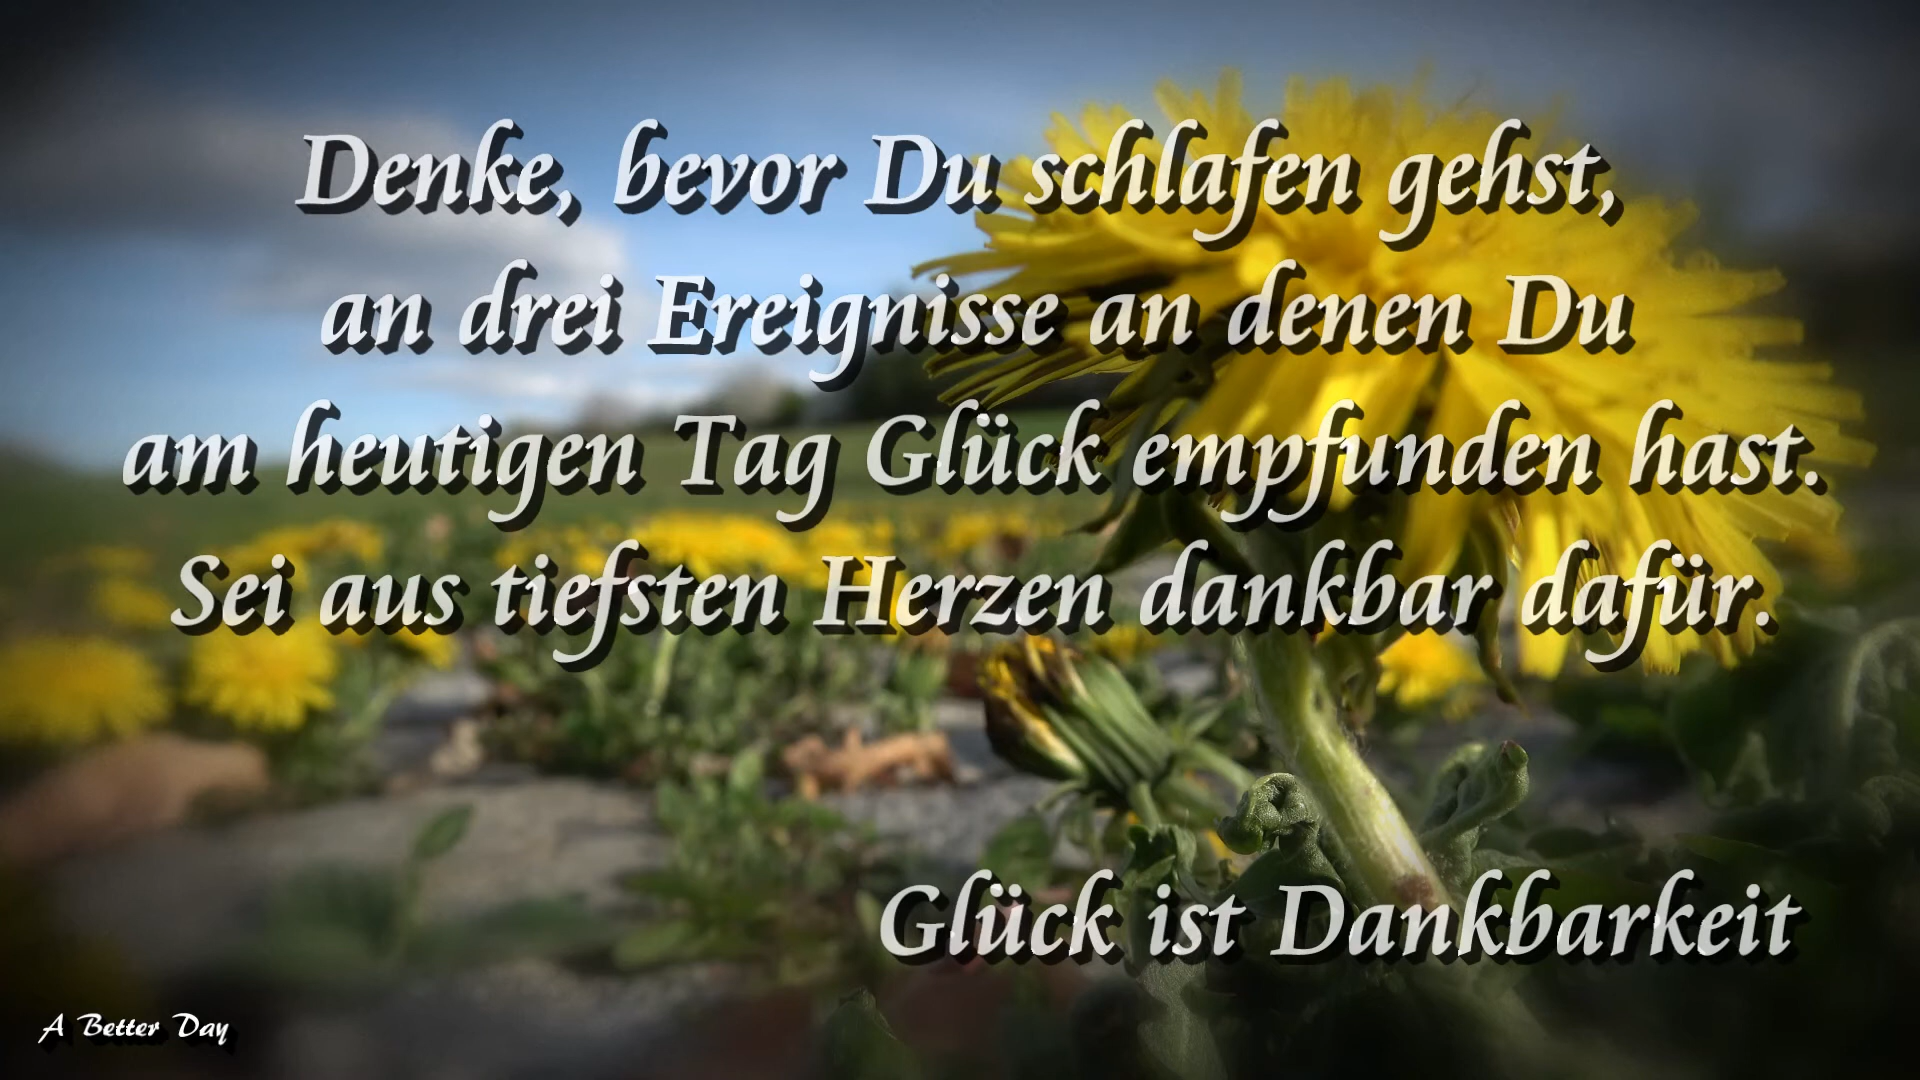 Denke, bevor Du schlafen gehst,
an drei Ereignisse an denen Du
am heutigen Tag Glück empfunden hast.
Sei aus tiefsten Herzen dankbar dafür.
Glück ist Dankbarkeit
A Better Day